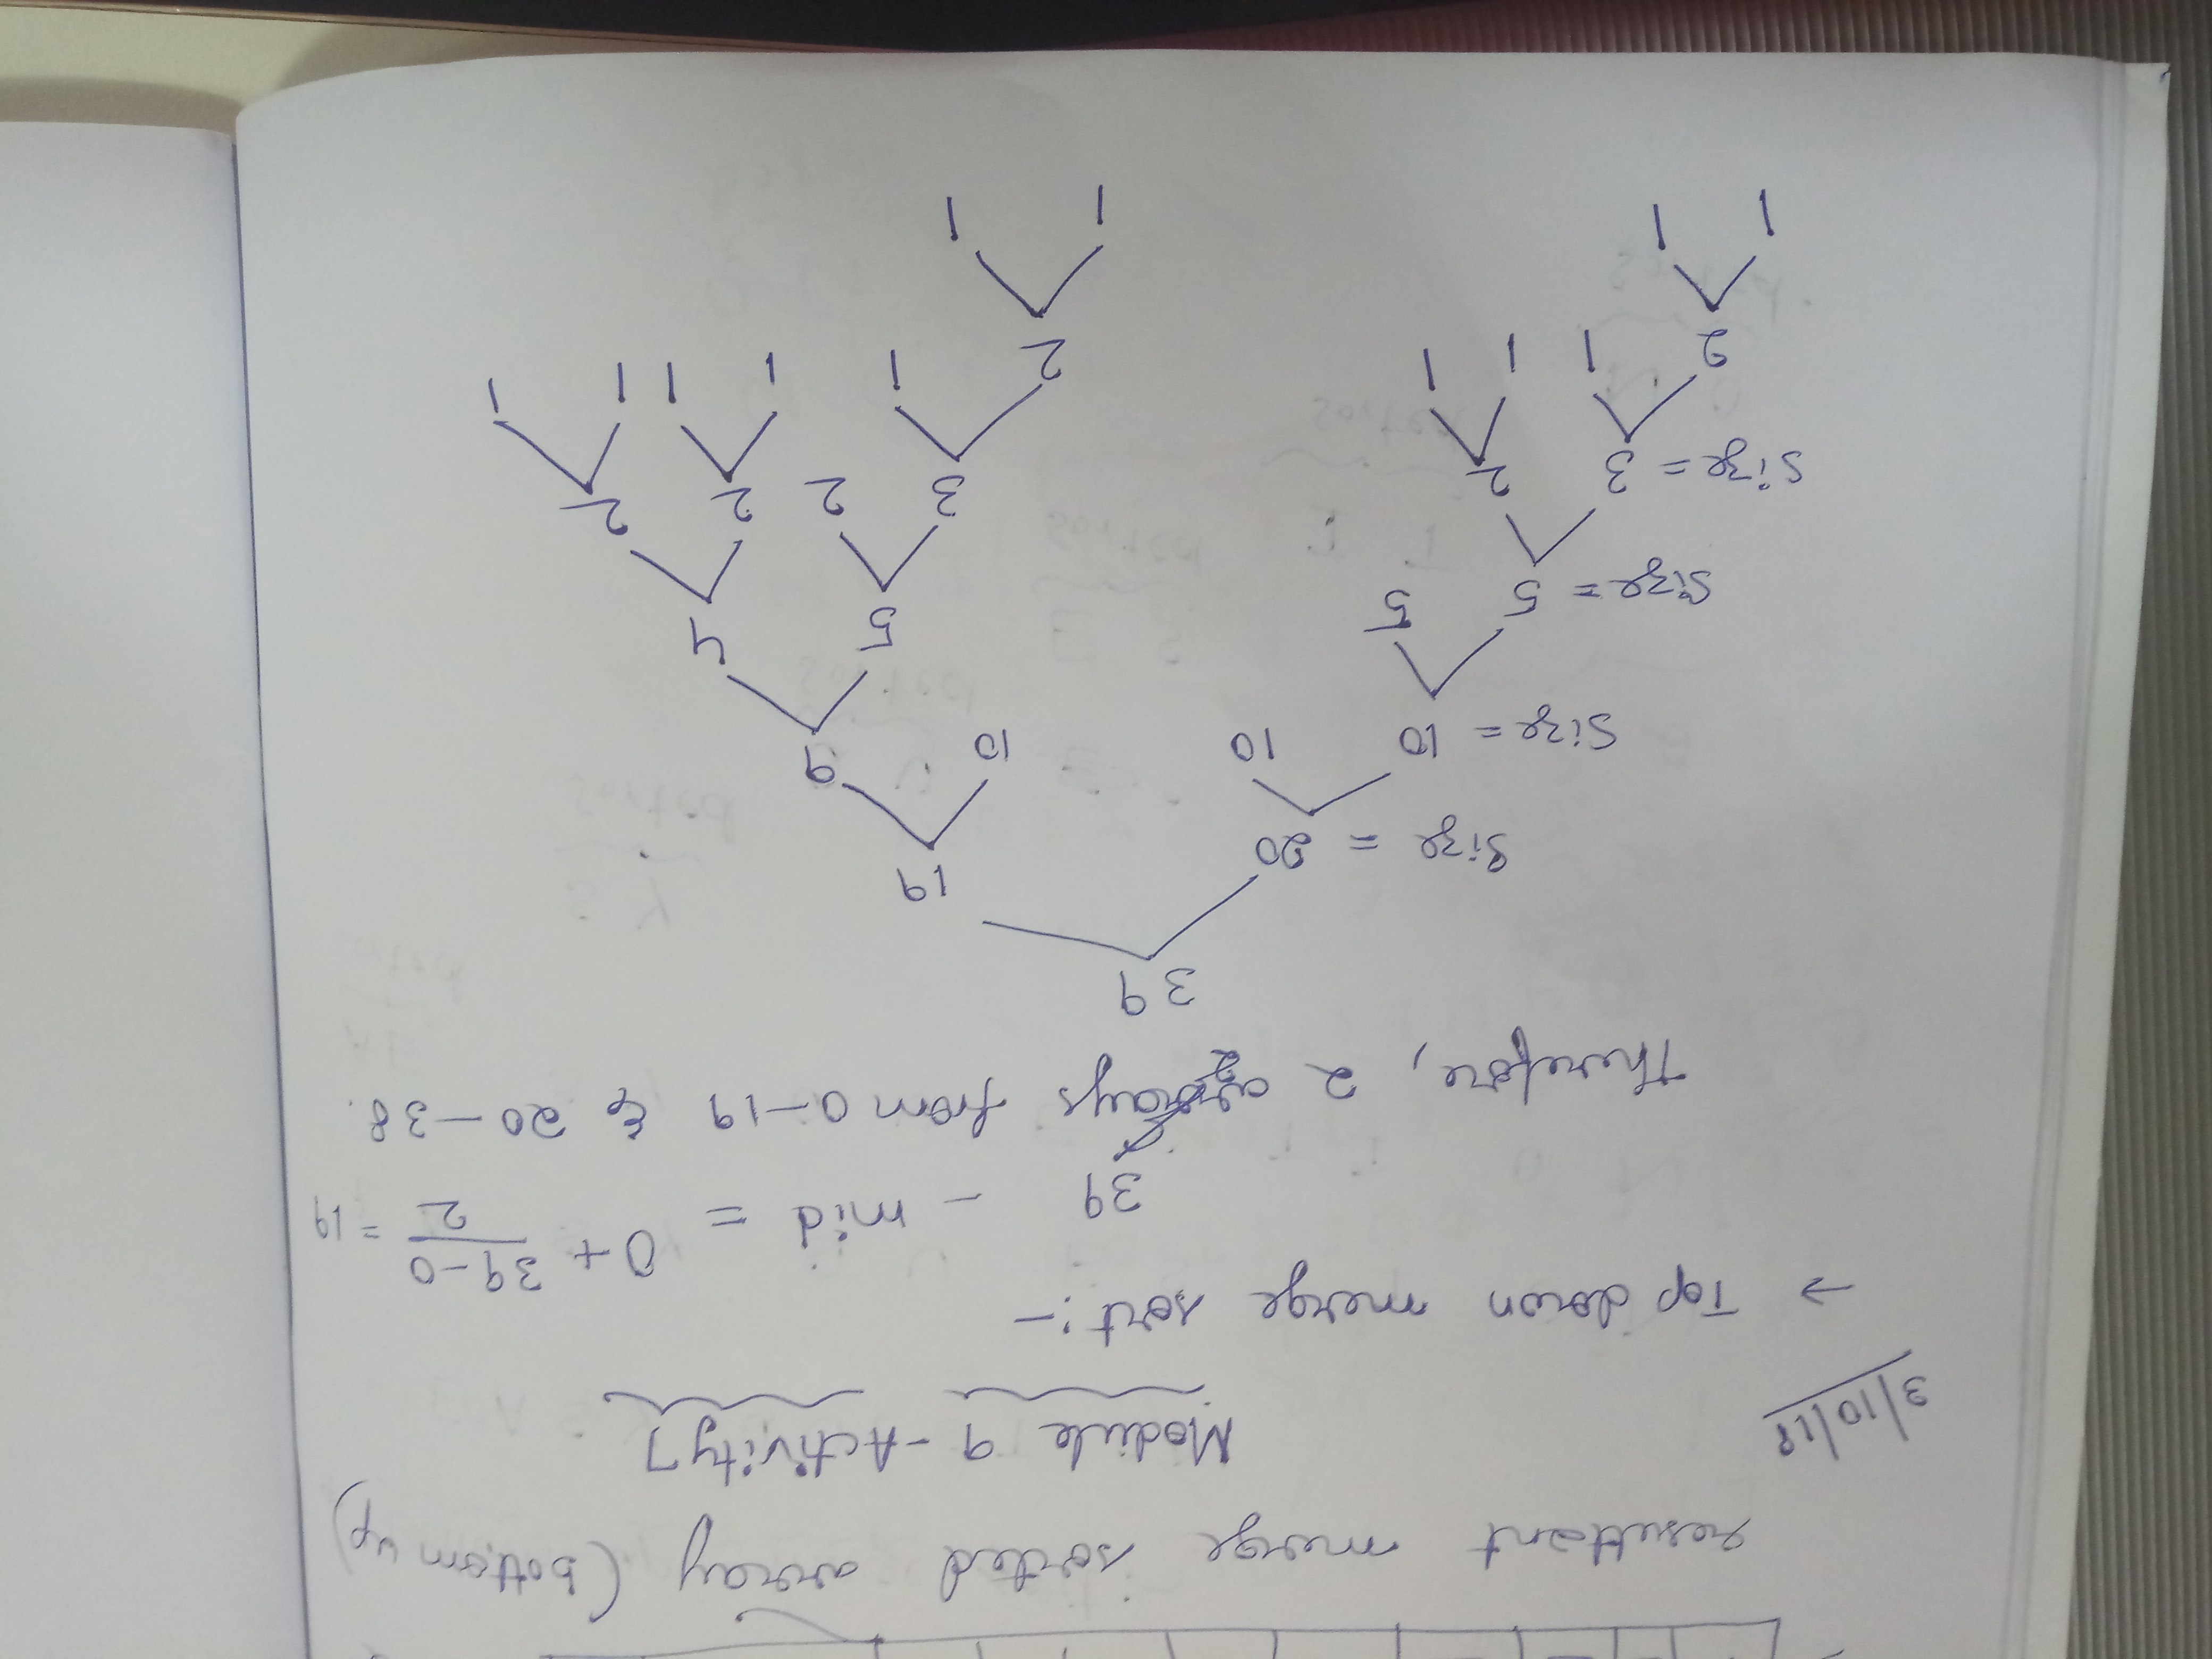 resultant merge sorted array (bottom up)
3/10/18
Module 9 - Activity 7
→ Top down merge sort :-
39 - mid = 0 + 39-0 / 2 = 19
Therefore, 2 arrays from 0-19 & 20-38.
39
Size = 20 19
Size = 10 10 10 9
Size = 5 5 5 4
Size = 3 2 3 2 2 2
2 1 1 1 2 1 1 1 1 1
1 1 1 1